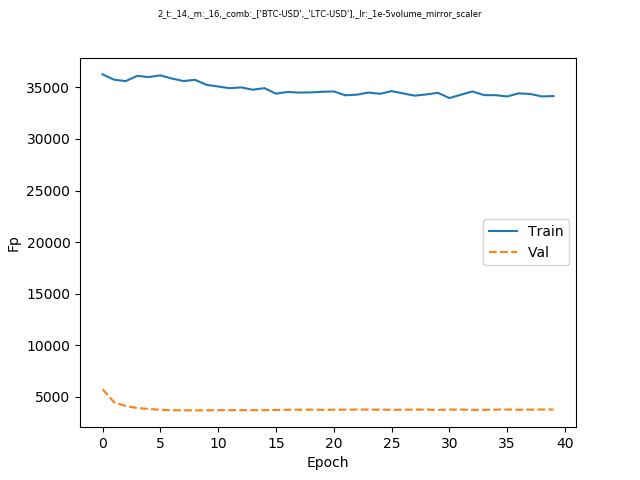 2_t:_14,_m:_16,_comb:_['BTC-USD',_'LTC-USD'],_lr:_1e-5volume_mirror_scaler
35000
30000
25000
20000
15000
10000
5000
Fp
Train
Val
0 5 10 15 20 25 30 35 40
Epoch